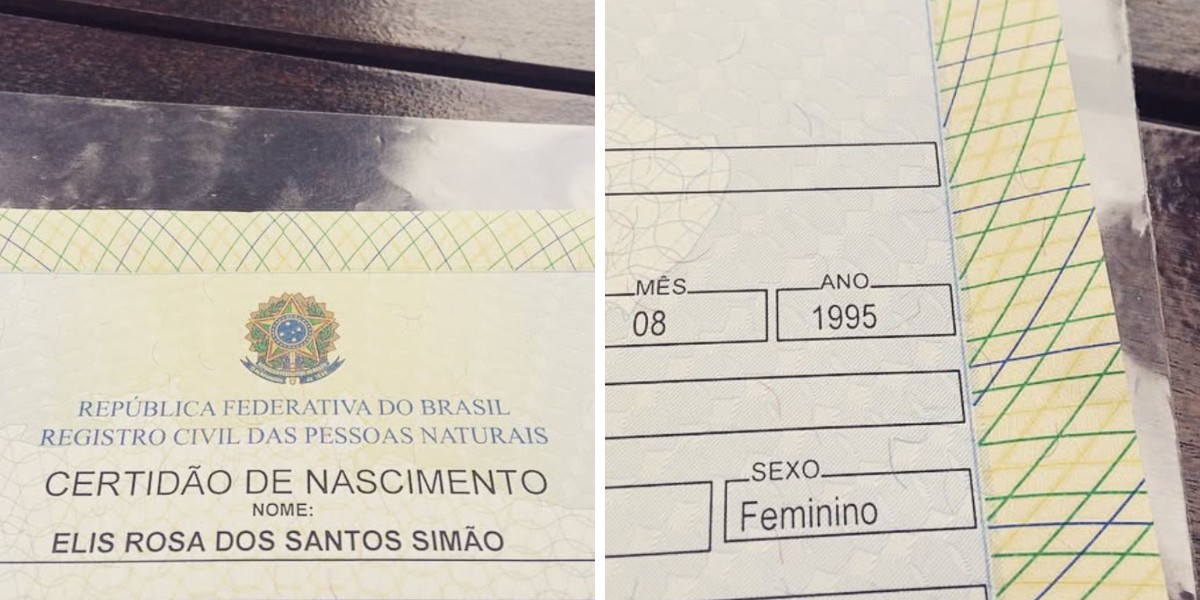 REPÚBLICA FEDERATIVA DO BRASIL
REGISTRO CIVIL DAS PESSOAS NATURAIS
CERTIDÃO DE NASCIMENTO
NOME:
ELIS ROSA DOS SANTOS SIMÃO
MÊS ANO
08 1995
SEXO
Feminino